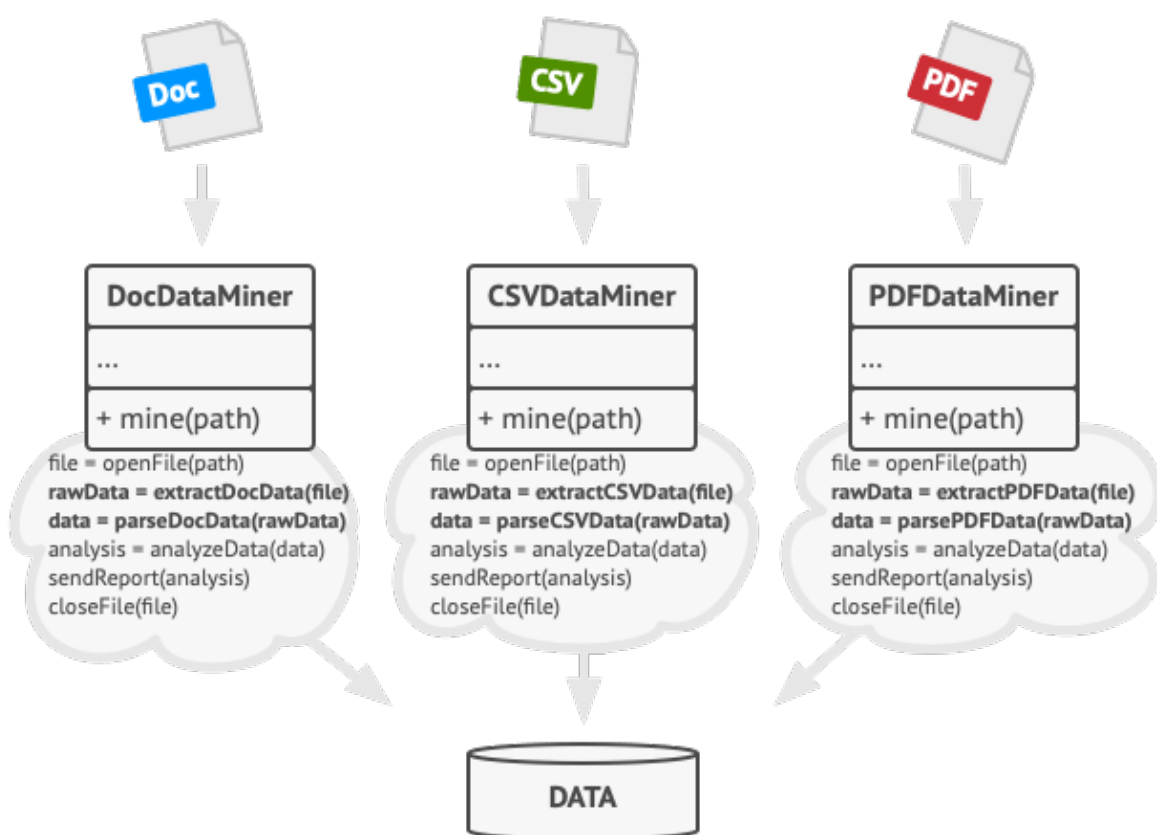 Doc
CSV
PDF
DocDataMiner
...
+ mine(path)
file = openFile(path)
rawData = extractDocData(file)
data = parseDocData(rawData)
analysis = analyzeData(data)
sendReport(analysis)
closeFile(file)
CSVDataMiner
...
+ mine(path)
file = openFile(path)
rawData = extractCSVData(file)
data = parseCSVData(rawData)
analysis = analyzeData(data)
sendReport(analysis)
closeFile(file)
PDFDataMiner
...
+ mine(path)
file = openFile(path)
rawData = extractPDFData(file)
data = parsePDFData(rawData)
analysis = analyzeData(data)
sendReport(analysis)
closeFile(file)
DATA